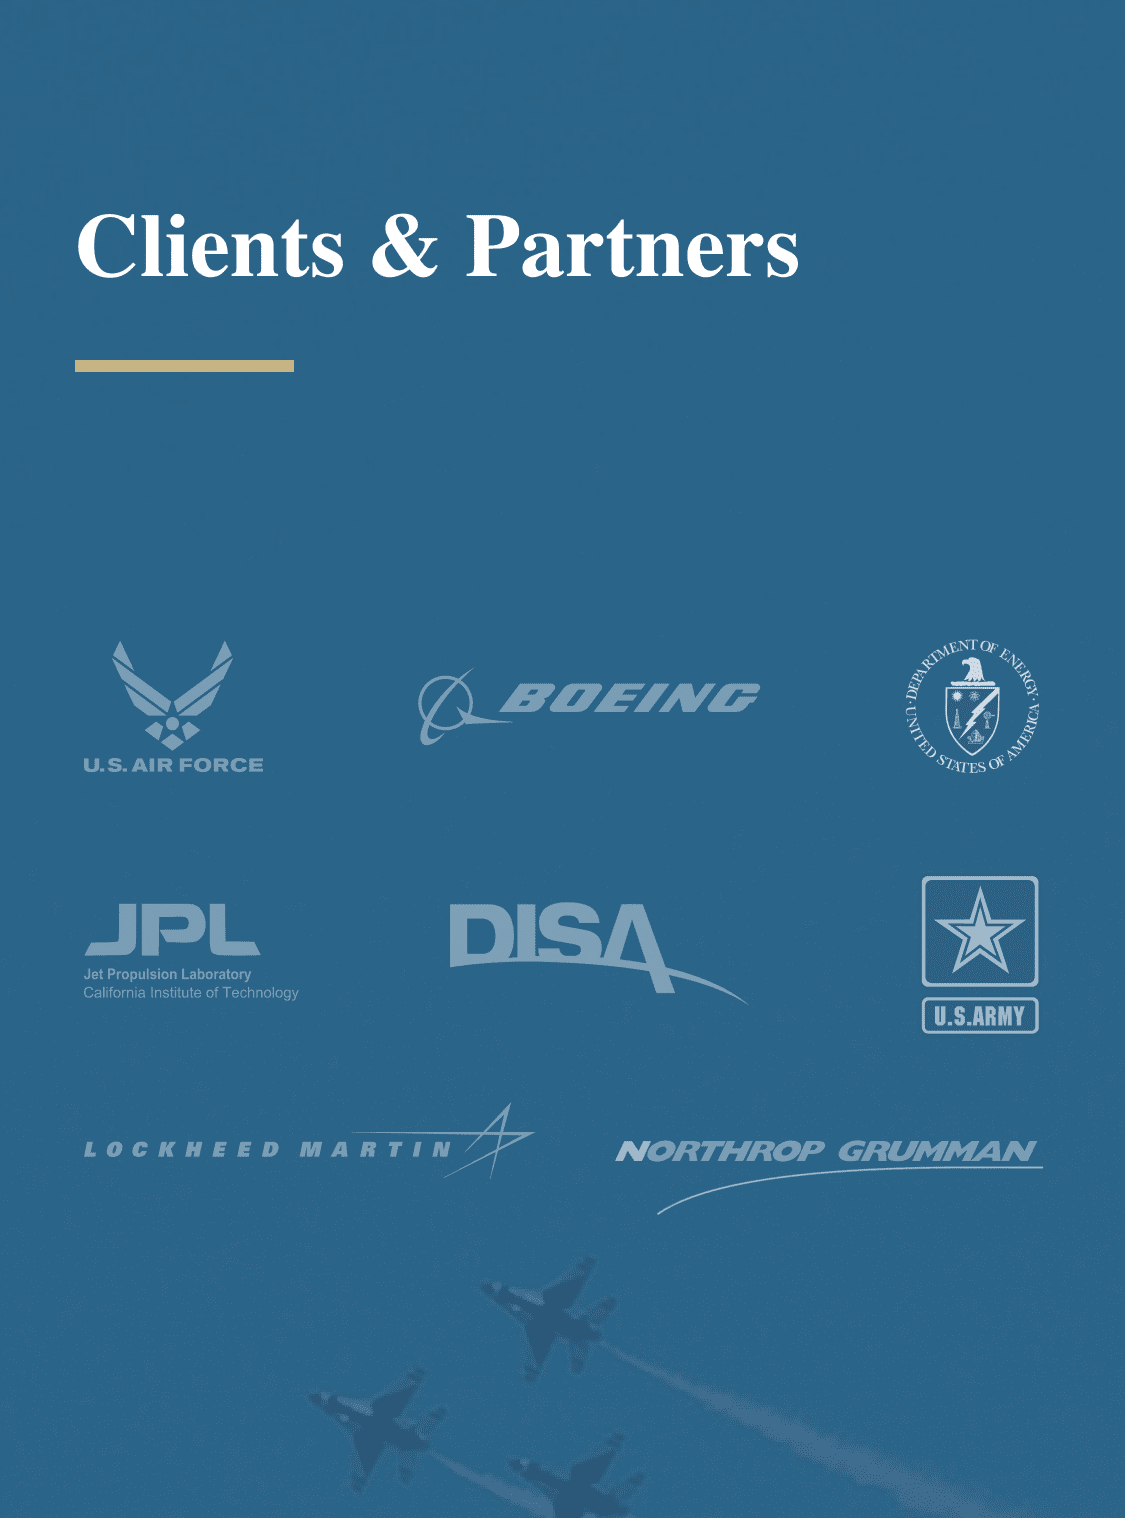 Clients & Partners
U.S. AIR FORCE
BOEING
DEPARTMENT OF ENERGY
UNITED STATES OF AMERICA
JPL
Jet Propulsion Laboratory
California Institute of Technology
DISA
U.S.ARMY
LOCKHEED MARTIN
NORTHROP GRUMMAN